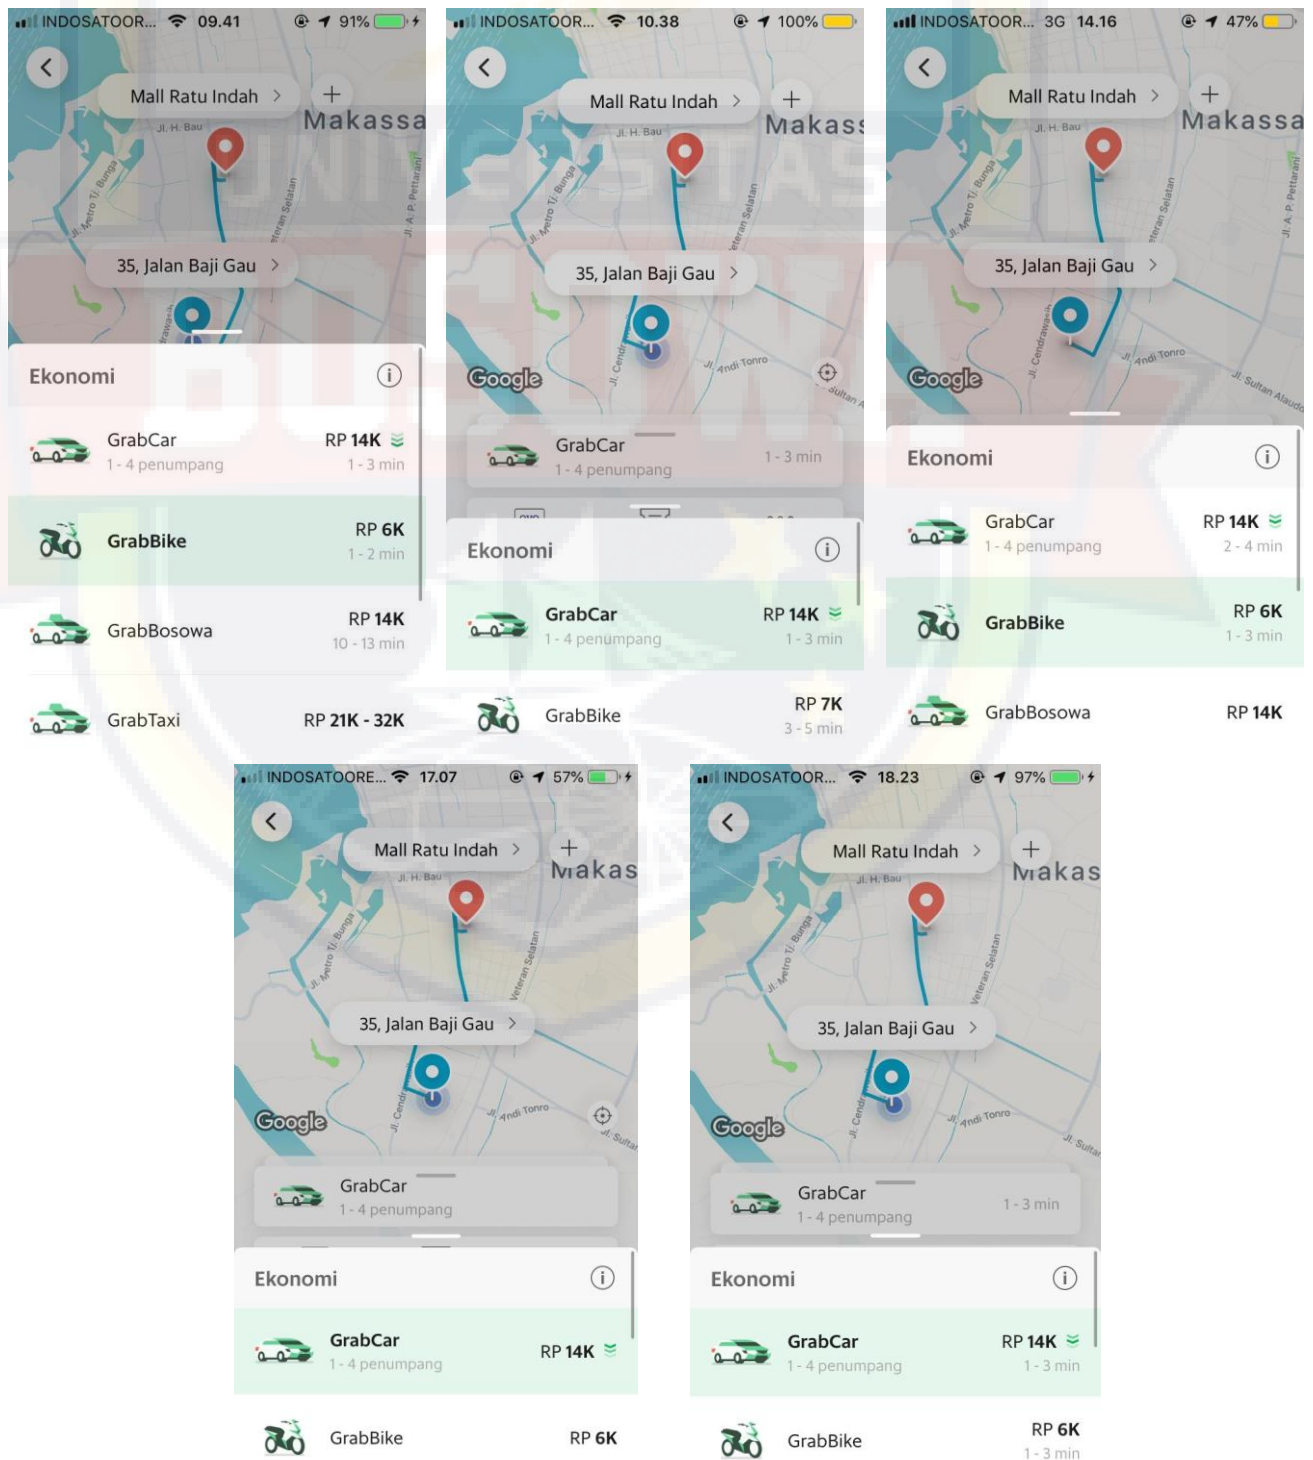 INDOSATOOR... 09.41 91%
Mall Ratu Indah >
+
Jl. H. Bau
Makassa
Jl. Metro Tj. Bunga
Jl. A. P. Pettarani
35, Jalan Baji Gau >
Ekonomi
GrabCar RP 14K
1 - 4 penumpang 1 - 3 min
GrabBike RP 6K
1 - 2 min
GrabBosowa RP 14K
10 - 13 min
GrabTaxi RP 21K - 32K
INDOSATOOR... 10.38 100%
Mall Ratu Indah >
+
Jl. H. Bau
Makass
Jl. Metro Tj. Bunga
Veteran Selatan
35, Jalan Baji Gau >
Jl. Andi Tonro
Google
GrabCar
1 - 4 penumpang 1 - 3 min
Ekonomi
GrabCar RP 14K
1 - 4 penumpang 1 - 3 min
GrabBike RP 7K
3 - 5 min
INDOSATOOR... 3G 14.16 47%
Mall Ratu Indah >
+
Jl. H. Bau
Makassa
Jl. Metro Tj. Bunga
Jl. A. P. Pettarani
35, Jalan Baji Gau >
Jl. Cendrawasih
Jl. Andi Tonro
Google
Jl. Sultan Alaudd
Ekonomi
GrabCar RP 14K
1 - 4 penumpang 2 - 4 min
GrabBike RP 6K
1 - 3 min
GrabBosowa RP 14K
INDOSATOORE... 17.07 57%
Mall Ratu Indah >
+
Jl. H. Bau
Makas
Jl. Metro Tj. Bunga
Veteran Selatan
35, Jalan Baji Gau >
Jl. Andi Tonro
Google
Jl. Sultan
GrabCar
1 - 4 penumpang
Ekonomi
GrabCar RP 14K
1 - 4 penumpang
GrabBike RP 6K
INDOSATOOR... 18.23 97%
Mall Ratu Indah >
+
Jl. H. Bau
Makas
Jl. Metro Tj. Bunga
Veteran Selatan
35, Jalan Baji Gau >
Jl. Andi Tonro
Google
Jl. Sultan
GrabCar
1 - 4 penumpang 1 - 3 min
Ekonomi
GrabCar RP 14K
1 - 4 penumpang 1 - 3 min
GrabBike RP 6K
1 - 3 min